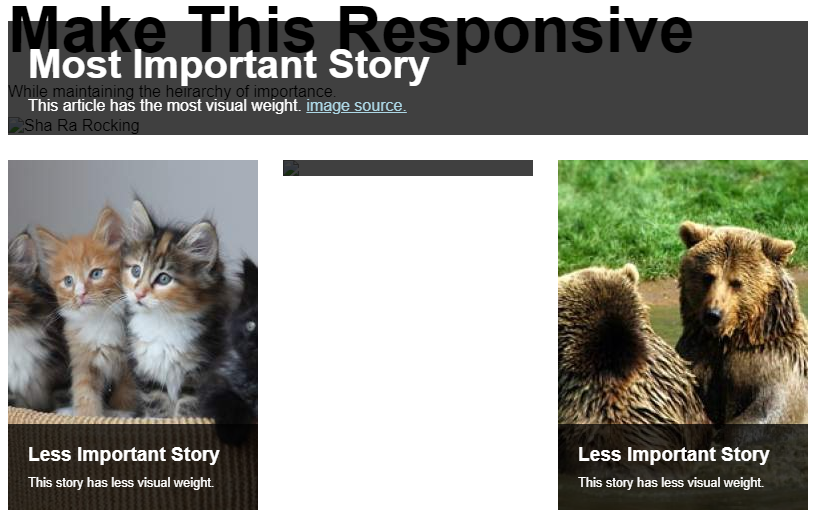 Make This Responsive
Most Important Story
While maintaining the heirarchy of importance.
This article has the most visual weight. image source.
Sha Ra Rocking
Less Important Story
This story has less visual weight.
Less Important Story
This story has less visual weight.